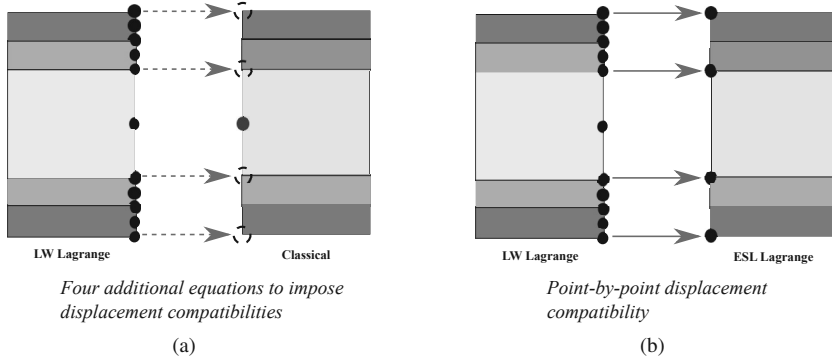 LW Lagrange
Classical
Four additional equations to impose
displacement compatibilities
(a)
LW Lagrange
ESL Lagrange
Point-by-point displacement
compatibility
(b)